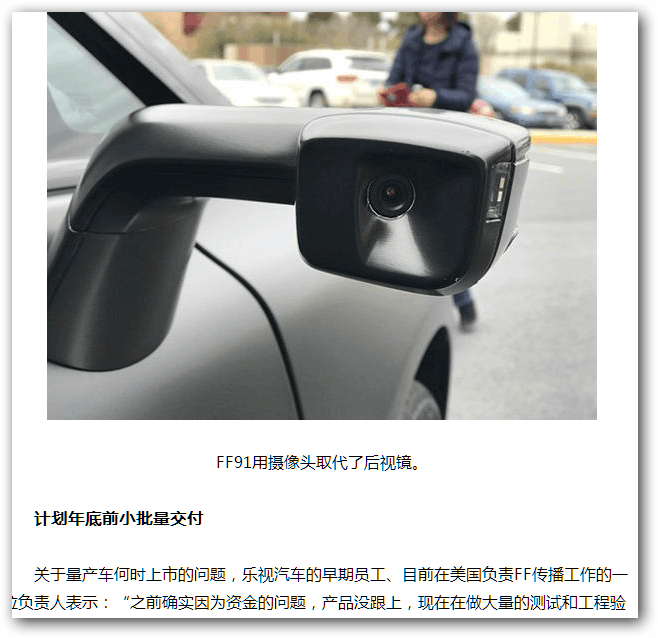 FF91用摄像头取代了后视镜。
计划年底前小批量交付
关于量产车何时上市的问题，乐视汽车的早期员工、目前在美国负责FF传播工作的一
位负责人表示：“之前确实因为资金的问题，产品没跟上，现在在做大量的测试和工程验